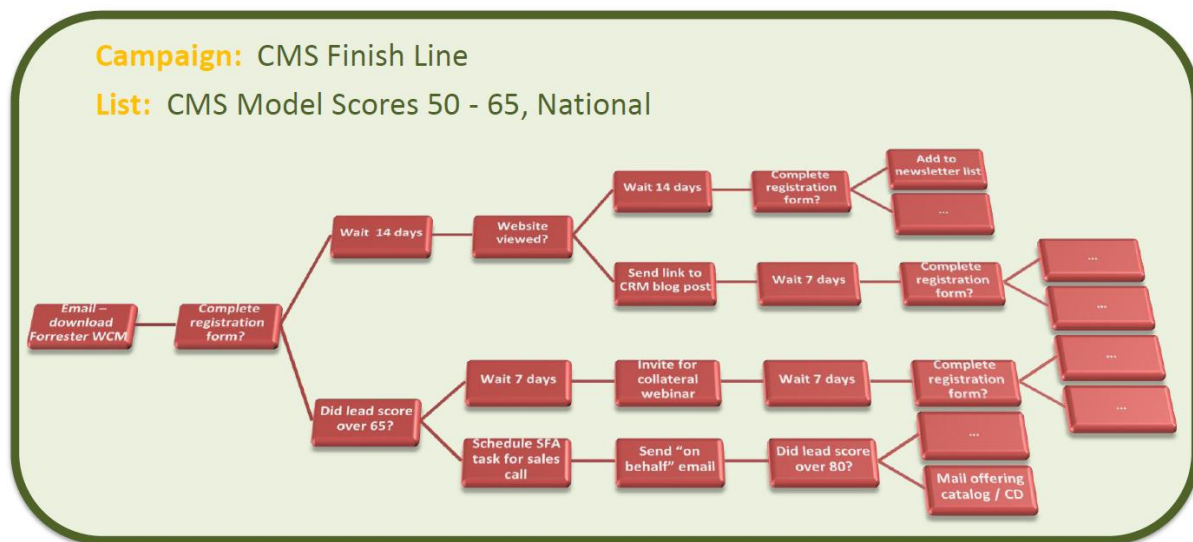 Campaign: CMS Finish Line
List: CMS Model Scores 50 - 65, National
Add to
newsletter list
Wait 14 days
Complete
registration
form?
...
Wait 14 days
Website
viewed?
Send link to
CRM blog post
Wait 7 days
Complete
registration
form?
...
...
Email –
download
Forrester WCM
Complete
registration
form?
Wait 7 days
Invite for
collateral
webinar
Wait 7 days
Complete
registration
form?
...
...
Did lead score
over 65?
Schedule SFA
task for sales
call
Send "on
behalf" email
Did lead score
over 80?
...
Mail offering
catalog / CD